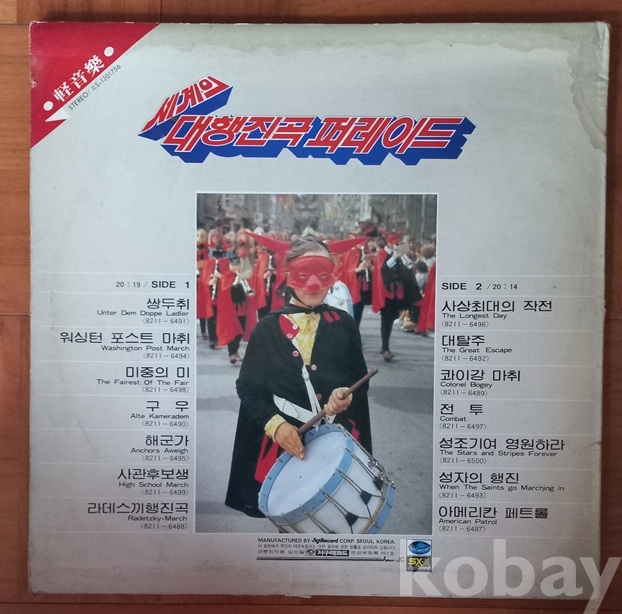 軽音樂
STEREO/JLS-1201756
세계의
대행진곡 퍼레이드
20 : 19 / SIDE 1
쌍두취
Unter Dem Doppe Ladler
(8211-6491)
워싱턴 포스트 마취
Washington Post March
(8211-6494)
미중의 미
The Fairest Of The Fair
(8211-6498)
구 우
Alte Kameradem
(8211-6490)
해군가
Anchors Aweigh
(8211-6495)
사관후보생
High School March
(8211-6499)
라데스끼행진곡
Radetzky-March
(8211-6488)
SIDE 2 / 20 : 14
사상최대의 작전
The Longest Day
(8211-6496)
대탈주
The Great Escape
(8211-6492)
콰이강 마취
Colonel Bogey
(8211-6489)
전 투
Combat
(8211-6497)
성조기여 영원하라
The Stars and Stripes Forever
(8211-6500)
성자의 행진
When The Saints go Marching in
(8211-6493)
아메리칸 페트롤
American Patrol
(8211-6487)
MANUFACTURED BY JigRecord CORP. SEOUL, KOREA.
kobay